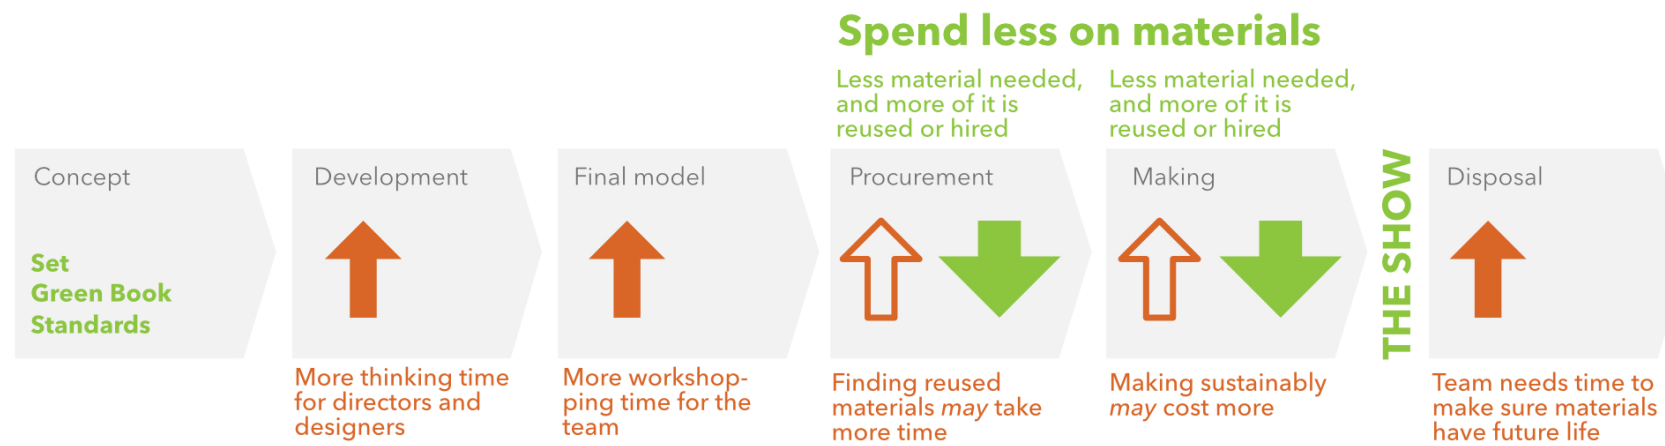 Spend less on materials
Less material needed,
and more of it is
reused or hired
Less material needed,
and more of it is
reused or hired
Concept
Set
Green Book
Standards
Development
More thinking time
for directors and
designers
Final model
More workshop-
ping time for the
team
Procurement
Finding reused
materials may take
more time
Making
Making sustainably
may cost more
THE SHOW
Disposal
Team needs time to
make sure materials
have future life